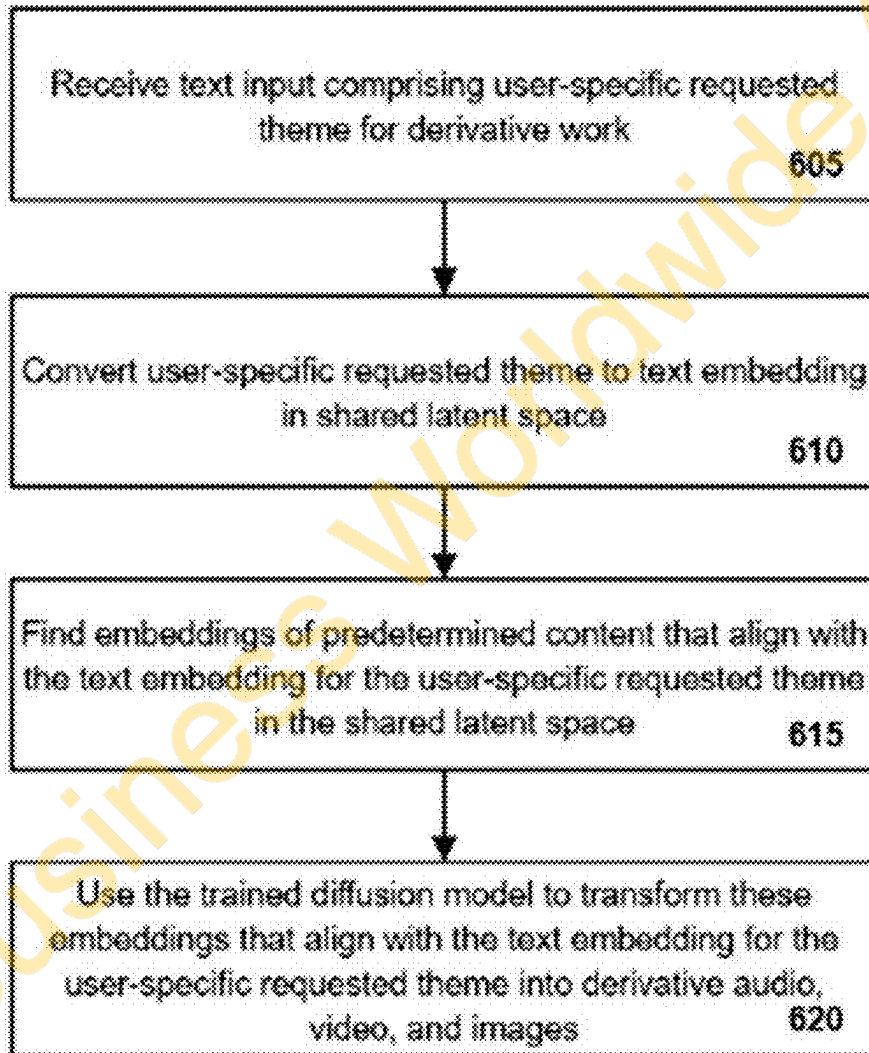 Receive text input comprising user-specific requested
theme for derivative work
605
Convert user-specific requested theme to text embedding
in shared latent space
610
Find embeddings of predetermined content that align with
the text embedding for the user-specific requested theme
in the shared latent space
615
Use the trained diffusion model to transform these
embeddings that align with the text embedding for the
user-specific requested theme into derivative audio,
video, and images
620
Business Worldwide